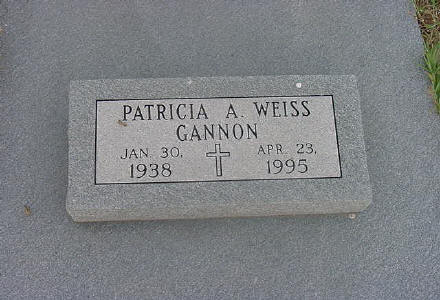 PATRICIA A. WEISS
GANNON
JAN. 30, APR. 23,
1938 1995